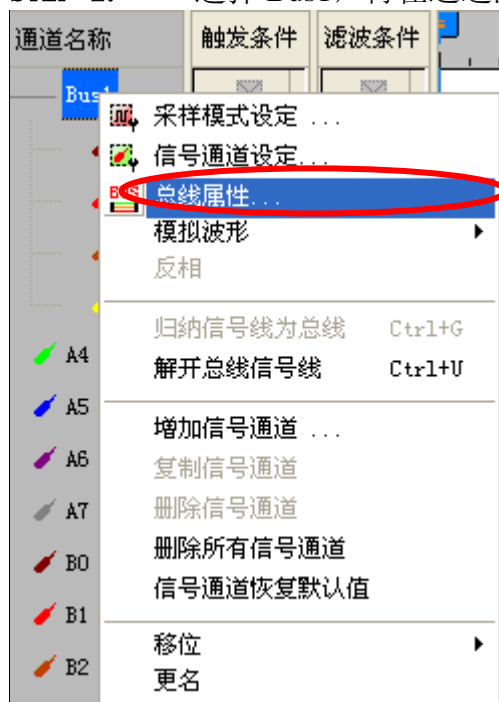 通道名称 触发条件 滤波条件
Bus1
采样模式设定 ...
信号通道设定...
总线属性...
模拟波形
反相
归纳信号线为总线 Ctrl+G
解开总线信号线 Ctrl+U
增加信号通道 ...
复制信号通道
删除信号通道
删除所有信号通道
信号通道恢复默认值
移位
更名
A4
A5
A6
A7
B0
B1
B2